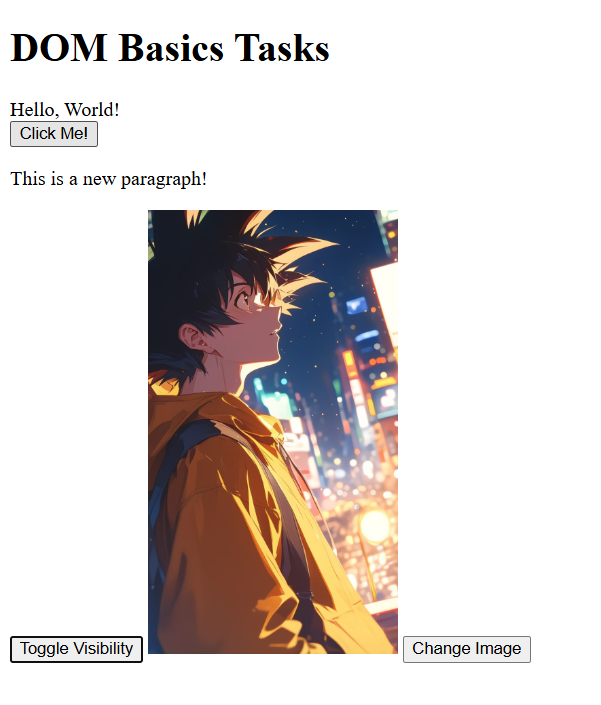 DOM Basics Tasks
Hello, World!
Click Me!
This is a new paragraph!
Toggle Visibility Change Image